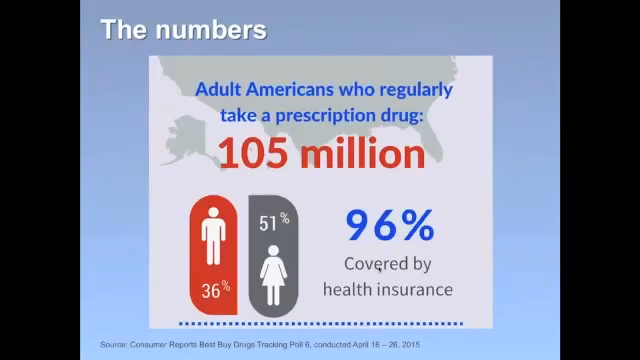 The numbers
Adult Americans who regularly
take a prescription drug:
105 million
51%
36%
96%
Covered by
health insurance
Source: Consumer Reports Best Buy Drugs Tracking Poll 6, conducted April 16 – 26, 2015